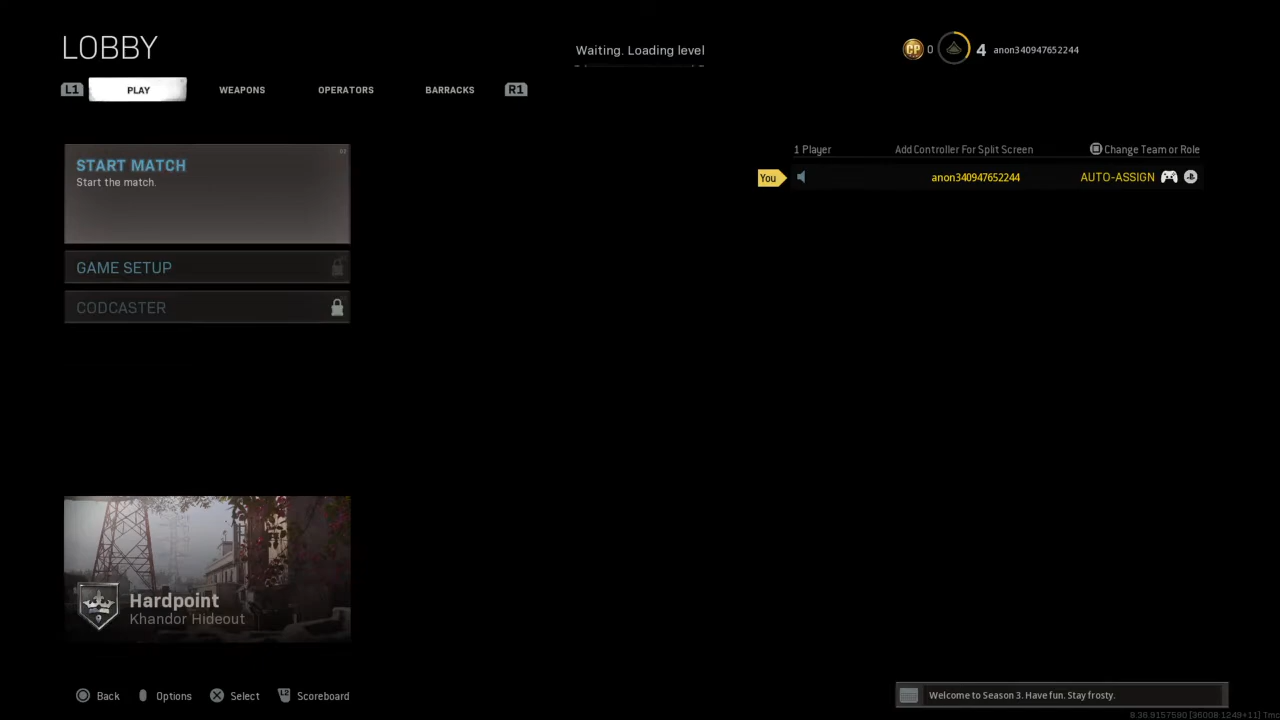 LOBBY
Waiting. Loading level
CP 0 4 anon340947652244
L1 PLAY WEAPONS OPERATORS BARRACKS R1
START MATCH
Start the match.
GAME SETUP
CODCASTER
1 Player Add Controller For Split Screen Change Team or Role
You anon340947652244 AUTO-ASSIGN
Hardpoint
Khandor Hideout
Back Options Select L2 Scoreboard
Welcome to Season 3. Have fun. Stay frosty.